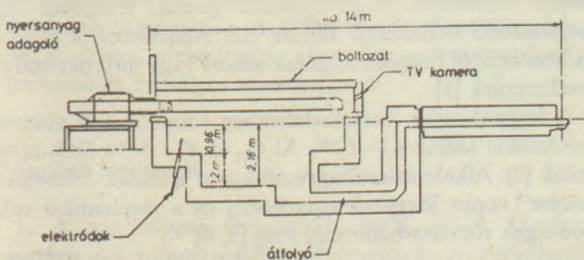 kb. 14 m
nyersanyag
adagoló
boltozat
TV kamera
0,96
1,2 m
2,16 m
elektródok
átfolyó